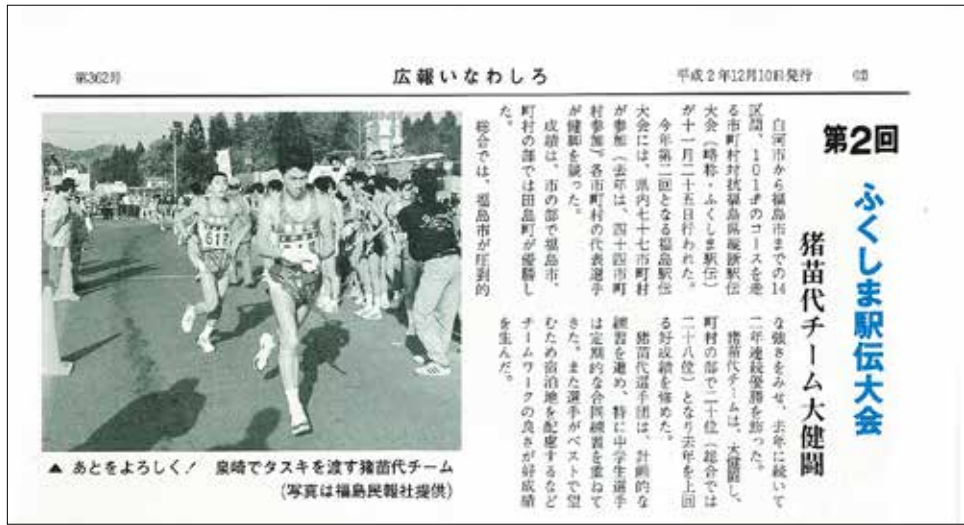 第362号
広報いなわしろ
平成2年12月10日発行
第2回
ふくしま駅伝大会
猪苗代チーム大健闘
白河市から福島市までの14
区間、101㌔のコースを走
る市町村対抗福島県縦断駅伝
大会（略称・ふくしま駅伝）
が十一月二十五日行われた。
今年第二回となる福島駅伝
大会には、県内七十七市町村
が参加（去年は、四十四市町
村参加）。各市町村の代表選手
が健脚を競った。
成績は、市の部で福島市、
町村の部では田島町が優勝し
た。
総合では、福島市が圧倒的
な強さをみせ、去年に続いて
二年連続優勝を飾った。
猪苗代チームは、大健闘し、
町村の部で二十位（総合では
二十八位）となり去年を上回
る好成績を修めた。
猪苗代選手団は、計画的な
練習を進め、特に中学生選手
は定期的な合同練習を重ねて
きた。また選手がベストで望
むため宿泊地を配慮するなど
チームワークの良さが好成績
を生んだ。
617
▲ あとをよろしく！ 泉崎でタスキを渡す猪苗代チーム
(写真は福島民報社提供)